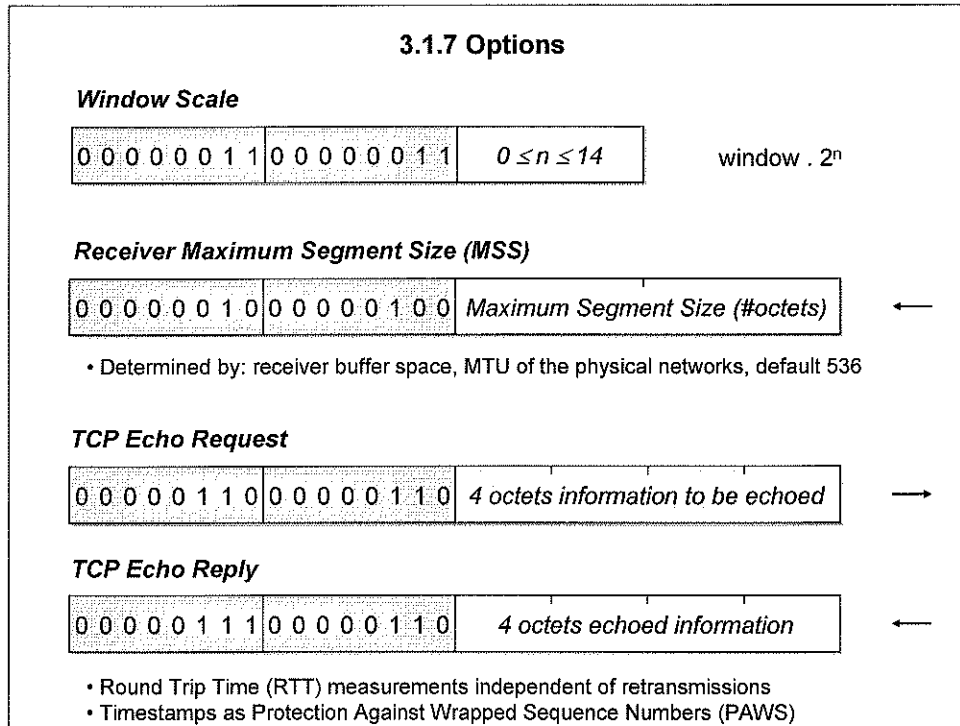 3.1.7 Options
Window Scale
0 0 0 0 0 0 1 1 0 0 0 0 0 0 1 1 0 ≤ n ≤ 14 window . 2ⁿ
Receiver Maximum Segment Size (MSS)
0 0 0 0 0 0 1 0 0 0 0 0 0 1 0 0 Maximum Segment Size (#octets)
• Determined by: receiver buffer space, MTU of the physical networks, default 536
TCP Echo Request
0 0 0 0 0 1 1 0 0 0 0 0 0 1 1 0 4 octets information to be echoed
TCP Echo Reply
0 0 0 0 0 1 1 1 0 0 0 0 0 1 1 0 4 octets echoed information
• Round Trip Time (RTT) measurements independent of retransmissions
• Timestamps as Protection Against Wrapped Sequence Numbers (PAWS)